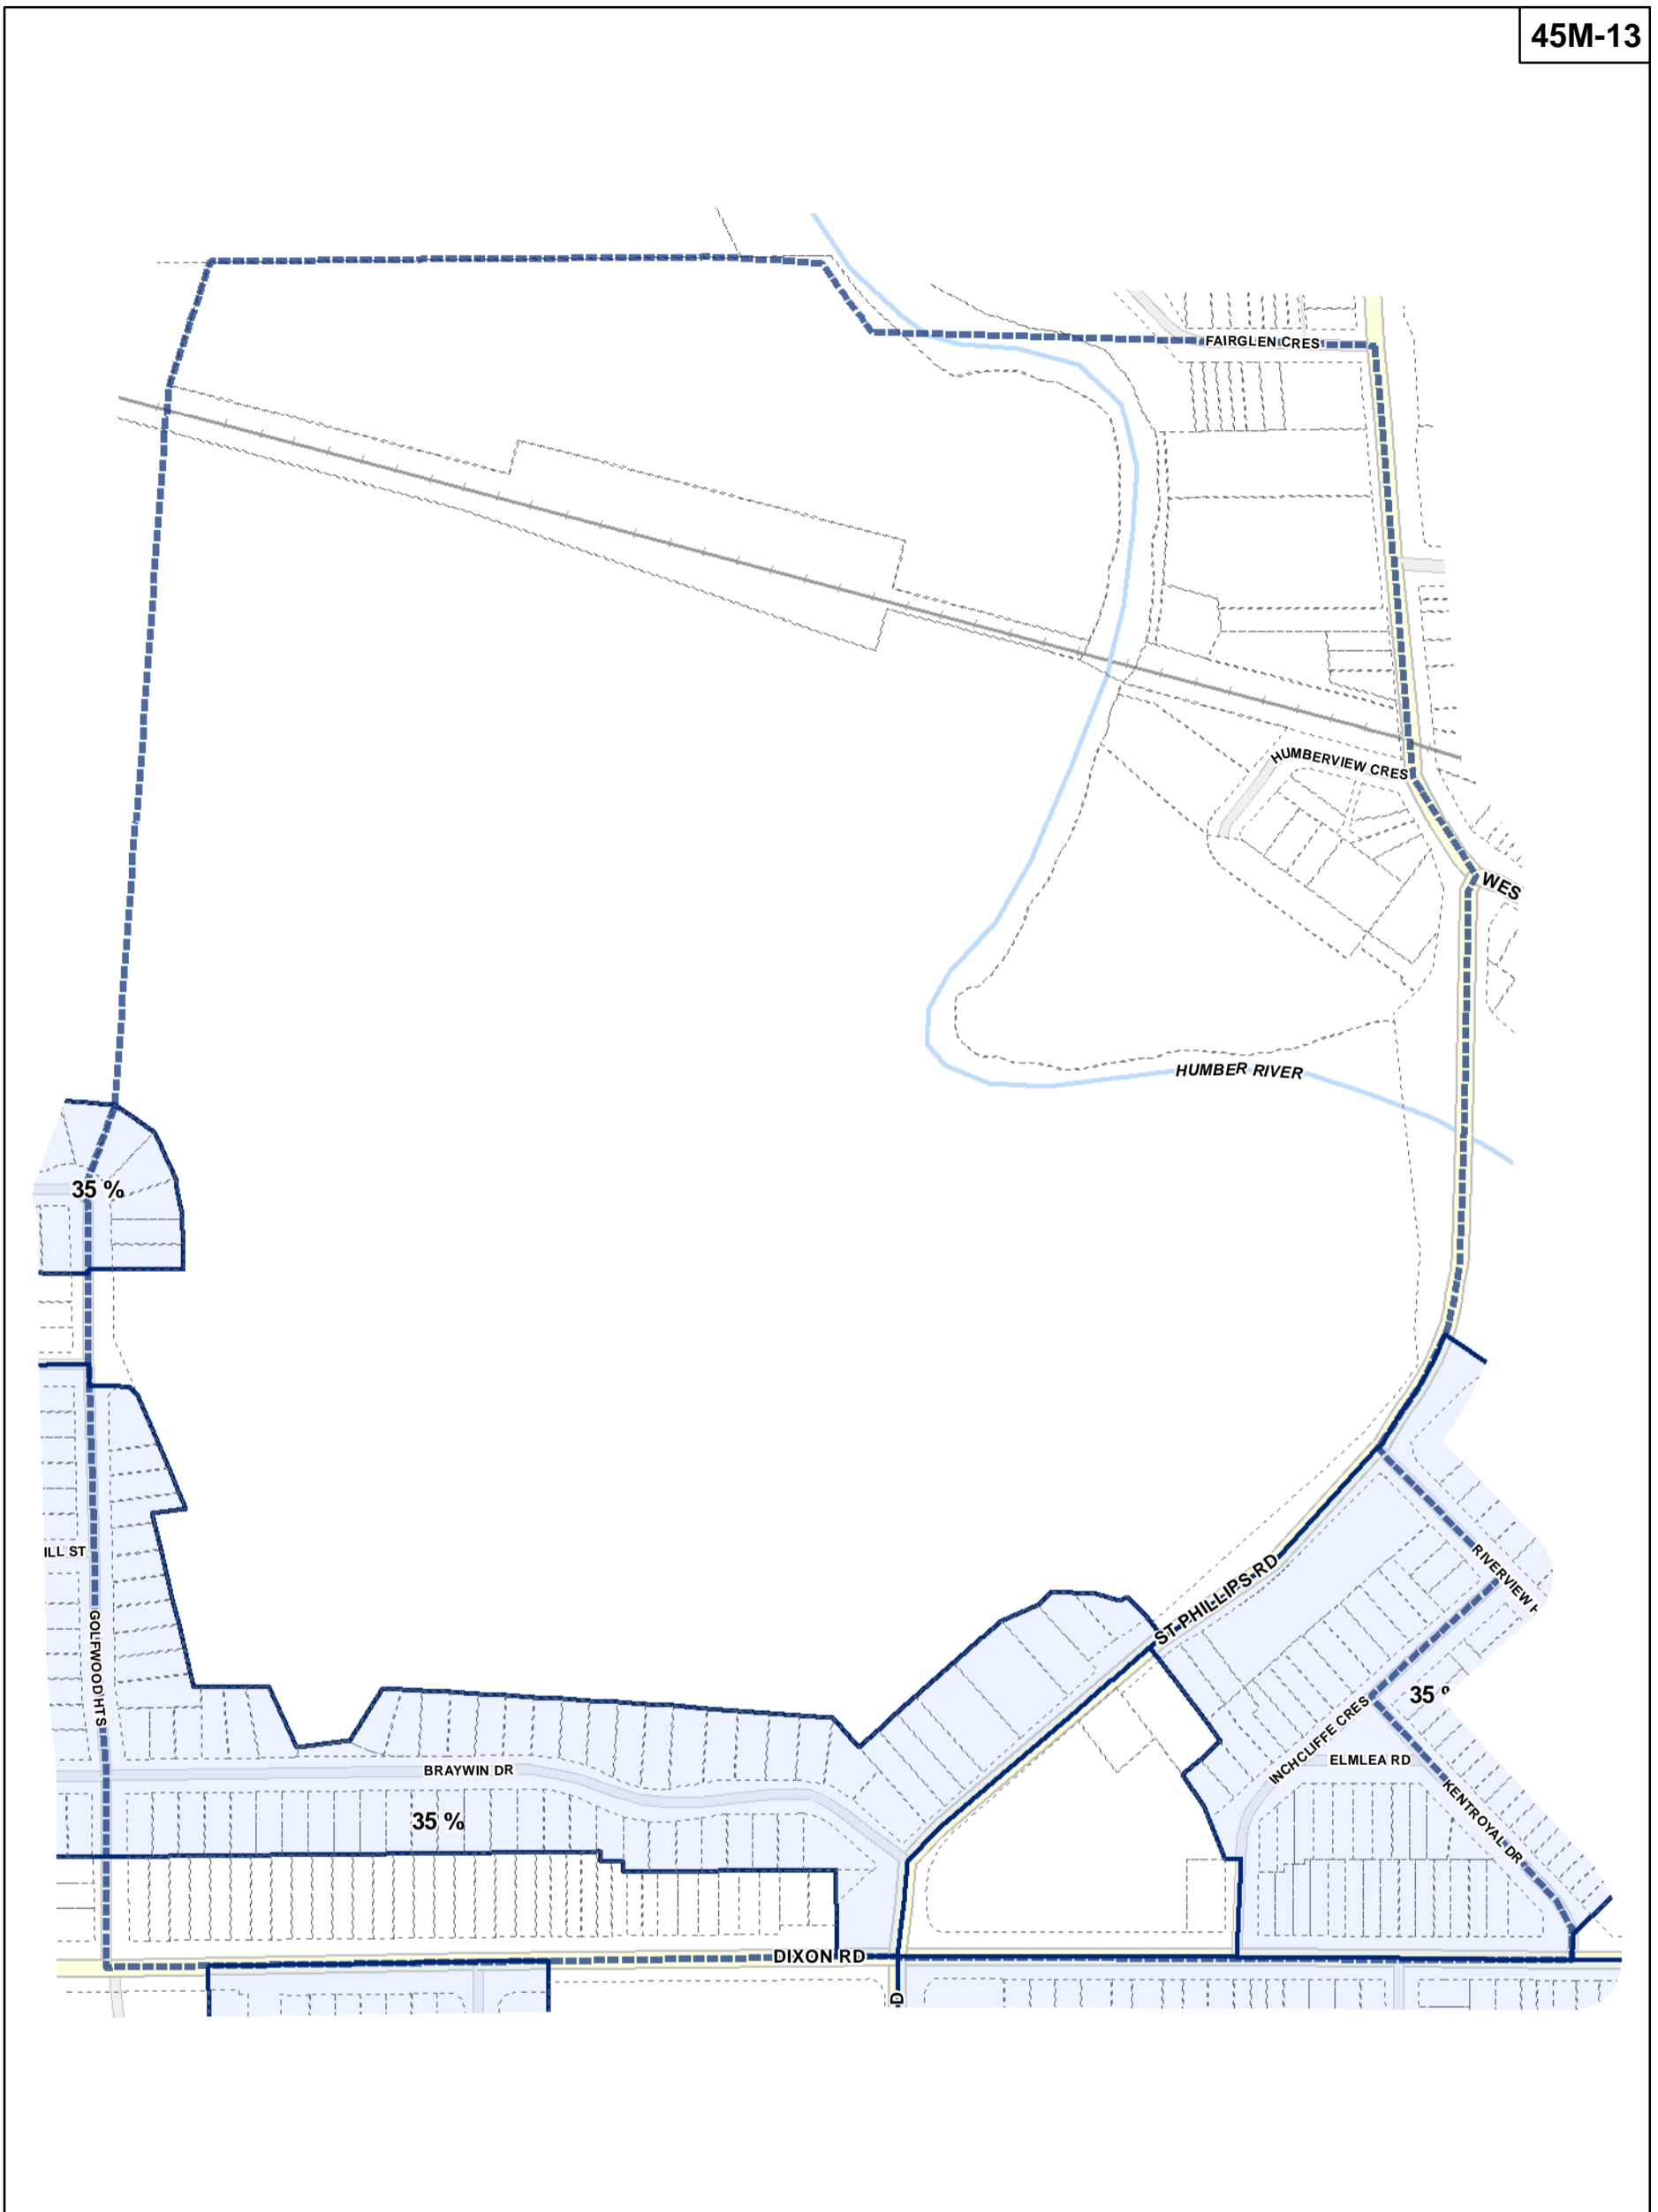 45M-13
FAIRGLEN CRES
HUMBERVIEW CRES
WES
HUMBER RIVER
35 %
ILL ST
GOLFWOOD HTS
ST PHILLIPS RD
RIVERVIEW H
35
INCHCLIFFE CRES
ELMLEA RD
BRAYWIN DR
KENTROYAL DR
35 %
DIXON RD
D